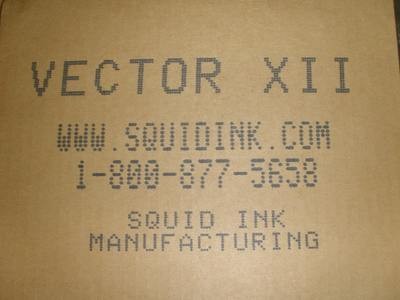 VECTOR XII
WWW.SQUIDINK.COM
1-800-877-5658
SQUID INK
MANUFACTURING